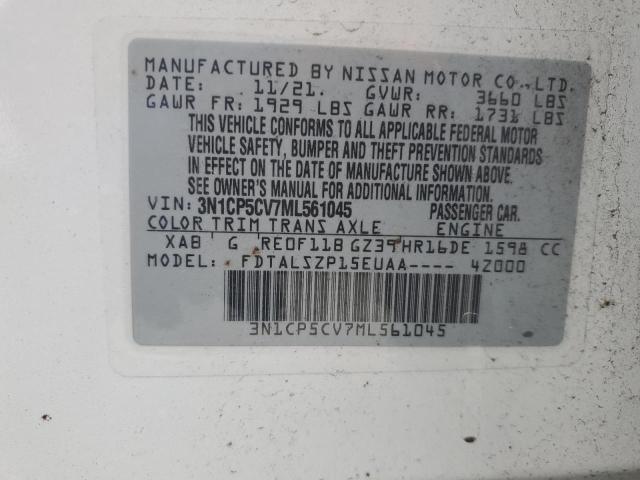 MANUFACTURED BY NISSAN MOTOR CO., LTD.
DATE: 11/21. GVWR: 3660 LBS
GAWR FR: 1929 LBS GAWR RR: 1731 LBS
THIS VEHICLE CONFORMS TO ALL APPLICABLE FEDERAL MOTOR
VEHICLE SAFETY, BUMPER AND THEFT PREVENTION STANDARDS
IN EFFECT ON THE DATE OF MANUFACTURE SHOWN ABOVE.
SEE OWNER'S MANUAL FOR ADDITIONAL INFORMATION.
VIN: 3N1CP5CV7ML561045 PASSENGER CAR.
COLOR TRIM TRANS AXLE ENGINE
XAB G RE0F11B GZ39 HR16DE 1598 CC
MODEL: FDTALSZP15EUAA---- 42000
3N1CP5CV7ML561045